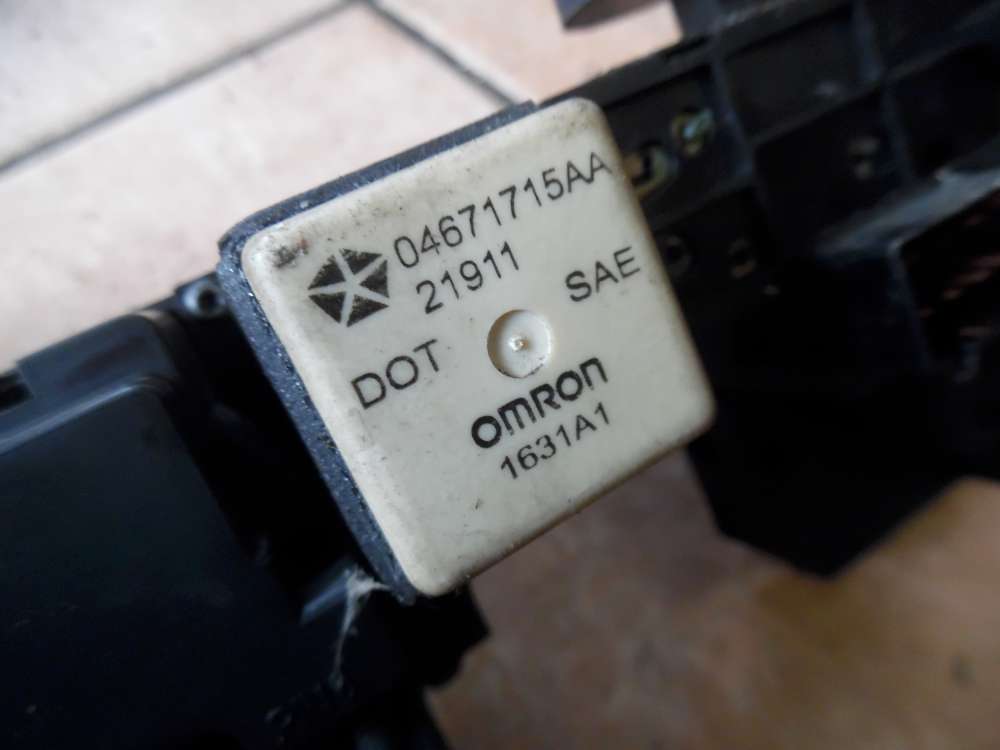 04671715AA
21911
DOT SAE
OMRON
1631A1